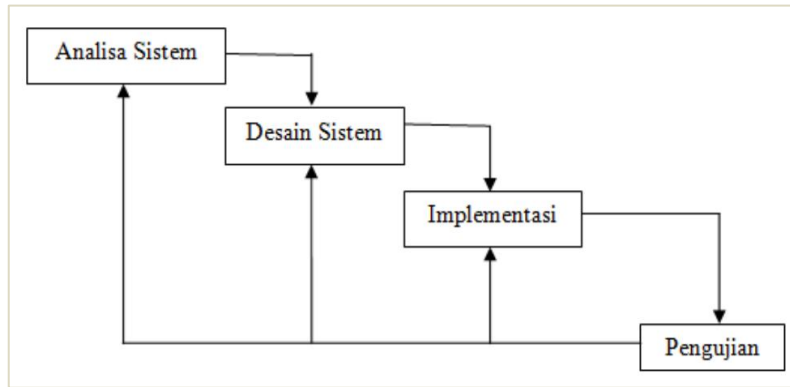 Analisa Sistem
Desain Sistem
Implementasi
Pengujian